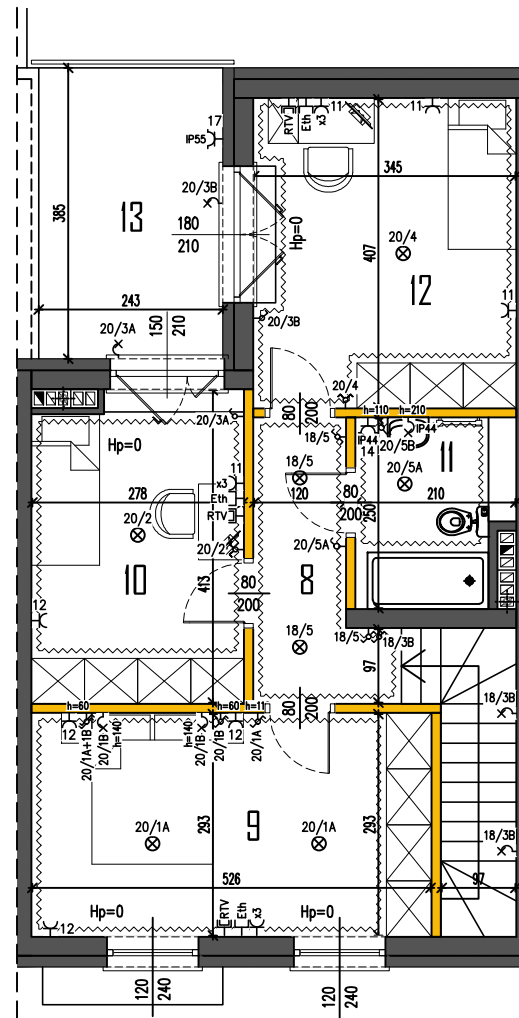 17
IP55
20/3B
13
180
210
385
243
150
210
20/3A
RTV
Eth
x3
11
11
345
Hp=0
20/4
407
12
11
20/3B
20/4
80
200
h=110
h=210
20/3A
Hp=0
18/5
IP44
14
IP44
20/5B
11
18/5
20/5A
11
x3
Eth
RTV
278
120
80
200
250
210
20/2
20/2
20/5A
10
413
8
80
200
12
18/5
18/5
18/3B
97
h=60
h=60
h=11
80
200
18/3B
12
20/1A+1B
20/1B
h=140
h=140
20/1B
20/1B
12
20/1A
20/1A
293
9
20/1A
293
18/3B
526
97
Hp=0
RTV
Eth
x3
Hp=0
12
120
240
120
240